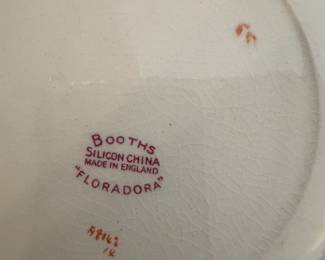 BOOTHS
SILICON CHINA
MADE IN ENGLAND
"FLORADORA"